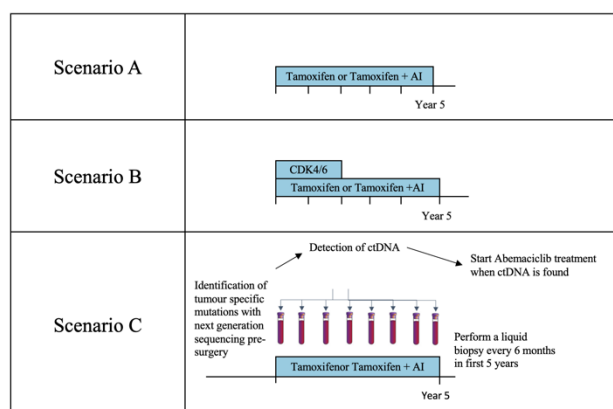 Scenario A
Tamoxifen or Tamoxifen + AI
Year 5
Scenario B
CDK4/6
Tamoxifen or Tamoxifen +AI
Year 5
Scenario C
Detection of ctDNA
Start Abemaciclib treatment
when ctDNA is found
Identification of
tumour specific
mutations with
next generation
sequencing pre-
surgery
Perform a liquid
biopsy every 6 months
in first 5 years
Tamoxifenor Tamoxifen + AI
Year 5